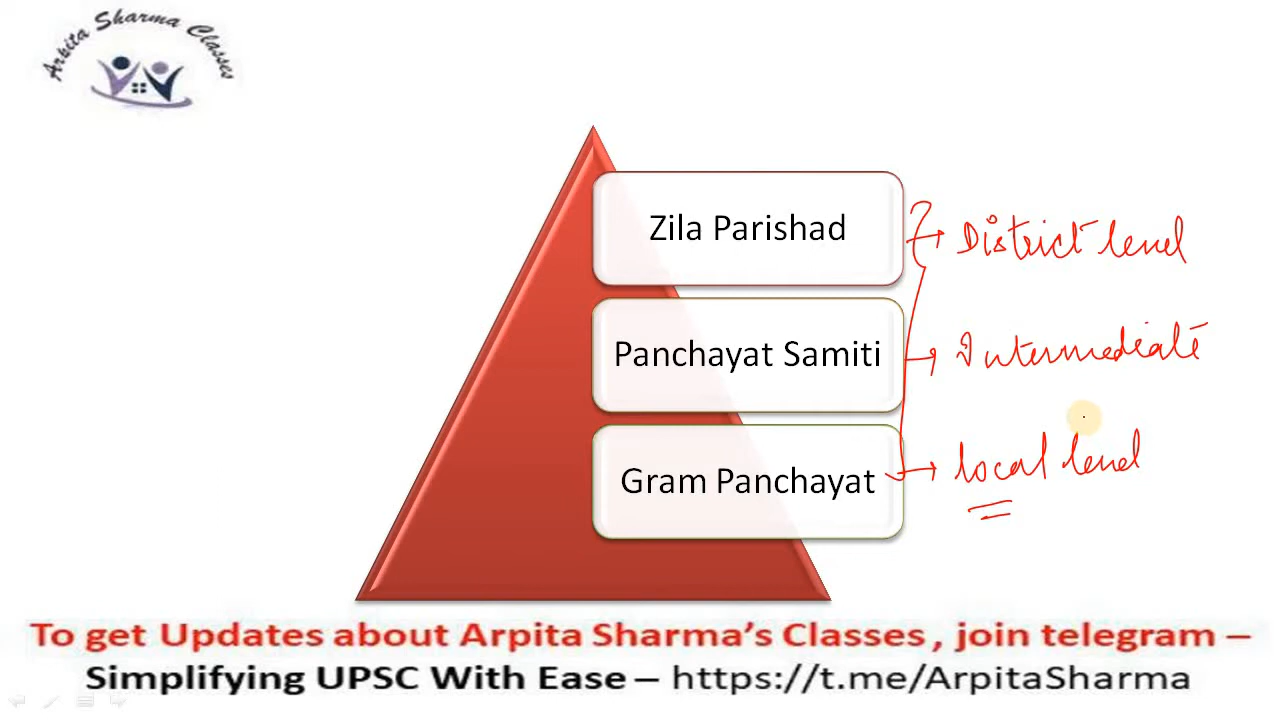 Arpita Sharma Classes
Zila Parishad
District level
Panchayat Samiti
Intermediate
Gram Panchayat
local level
To get Updates about Arpita Sharma's Classes, join telegram –
Simplifying UPSC With Ease – https://t.me/ArpitaSharma